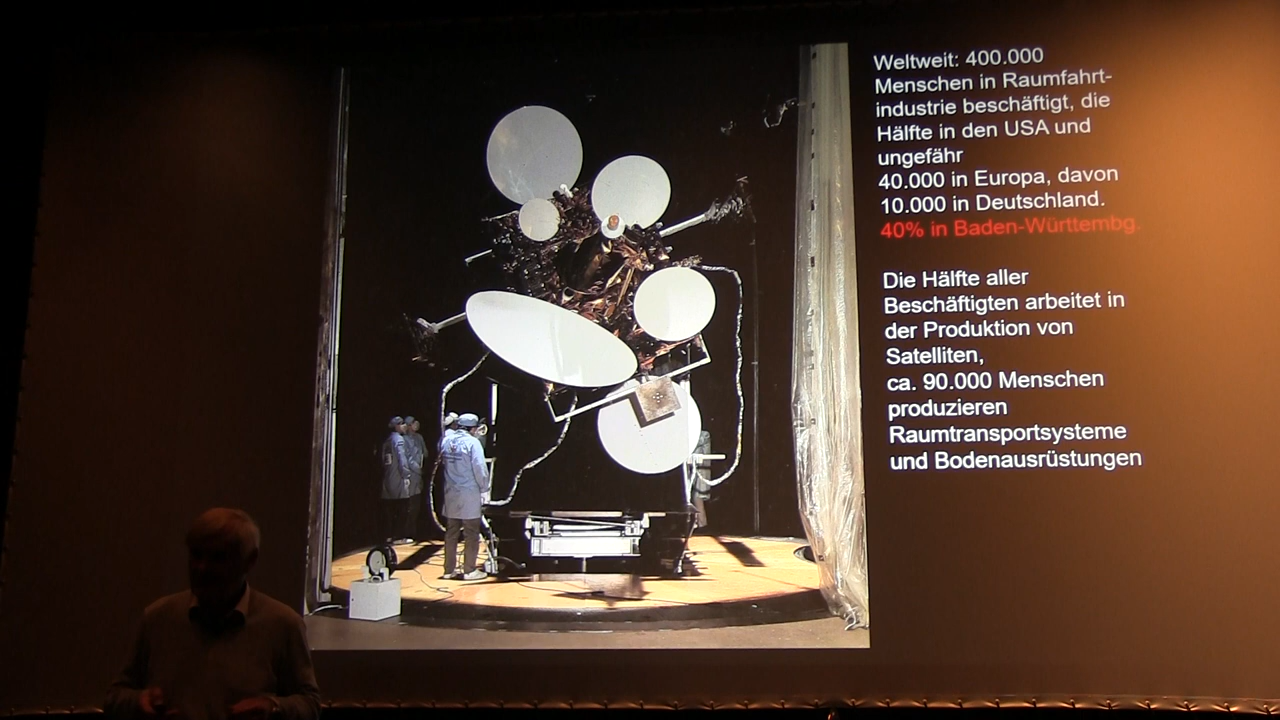 Weltweit: 400.000
Menschen in Raumfahrt-
industrie beschäftigt, die
Hälfte in den USA und
ungefähr
40.000 in Europa, davon
10.000 in Deutschland.
40% in Baden-Württembg.
Die Hälfte aller
Beschäftigten arbeitet in
der Produktion von
Satelliten,
ca. 90.000 Menschen
produzieren
Raumtransportsysteme
und Bodenausrüstungen